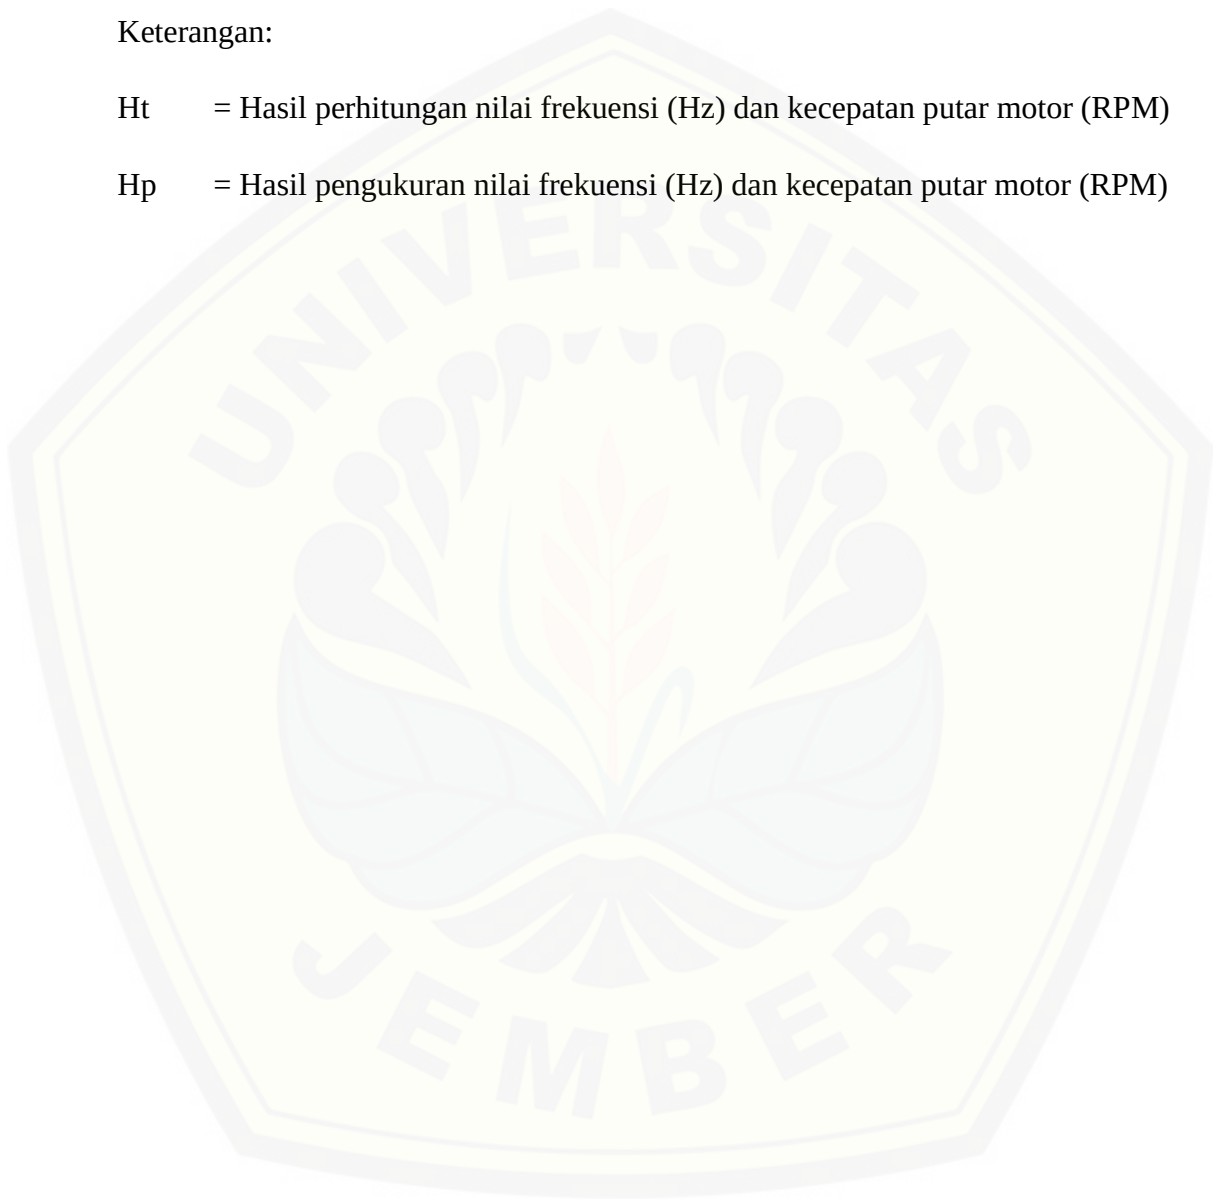 Keterangan:
Ht = Hasil perhitungan nilai frekuensi (Hz) dan kecepatan putar motor (RPM)
Hp = Hasil pengukuran nilai frekuensi (Hz) dan kecepatan putar motor (RPM)
UNIVERSITAS
JEMBER